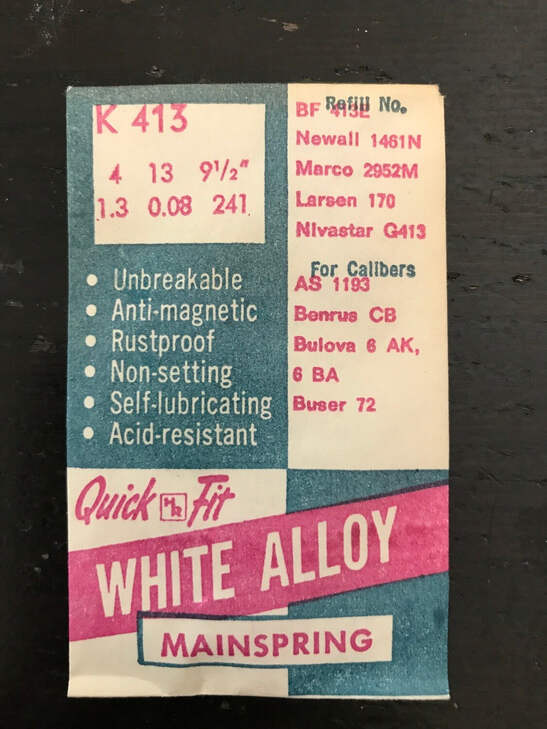 K 413
4 13 9½"
1.3 0.08 241
Refill No.
BF 413E
Newall 1461N
Marco 2952M
Larsen 170
Nivastar G413
For Calibers
AS 1193
Benrus CB
Bulova 6 AK,
6 BA
Buser 72
• Unbreakable
• Anti-magnetic
• Rustproof
• Non-setting
• Self-lubricating
• Acid-resistant
Quick Fit
WHITE ALLOY
MAINSPRING